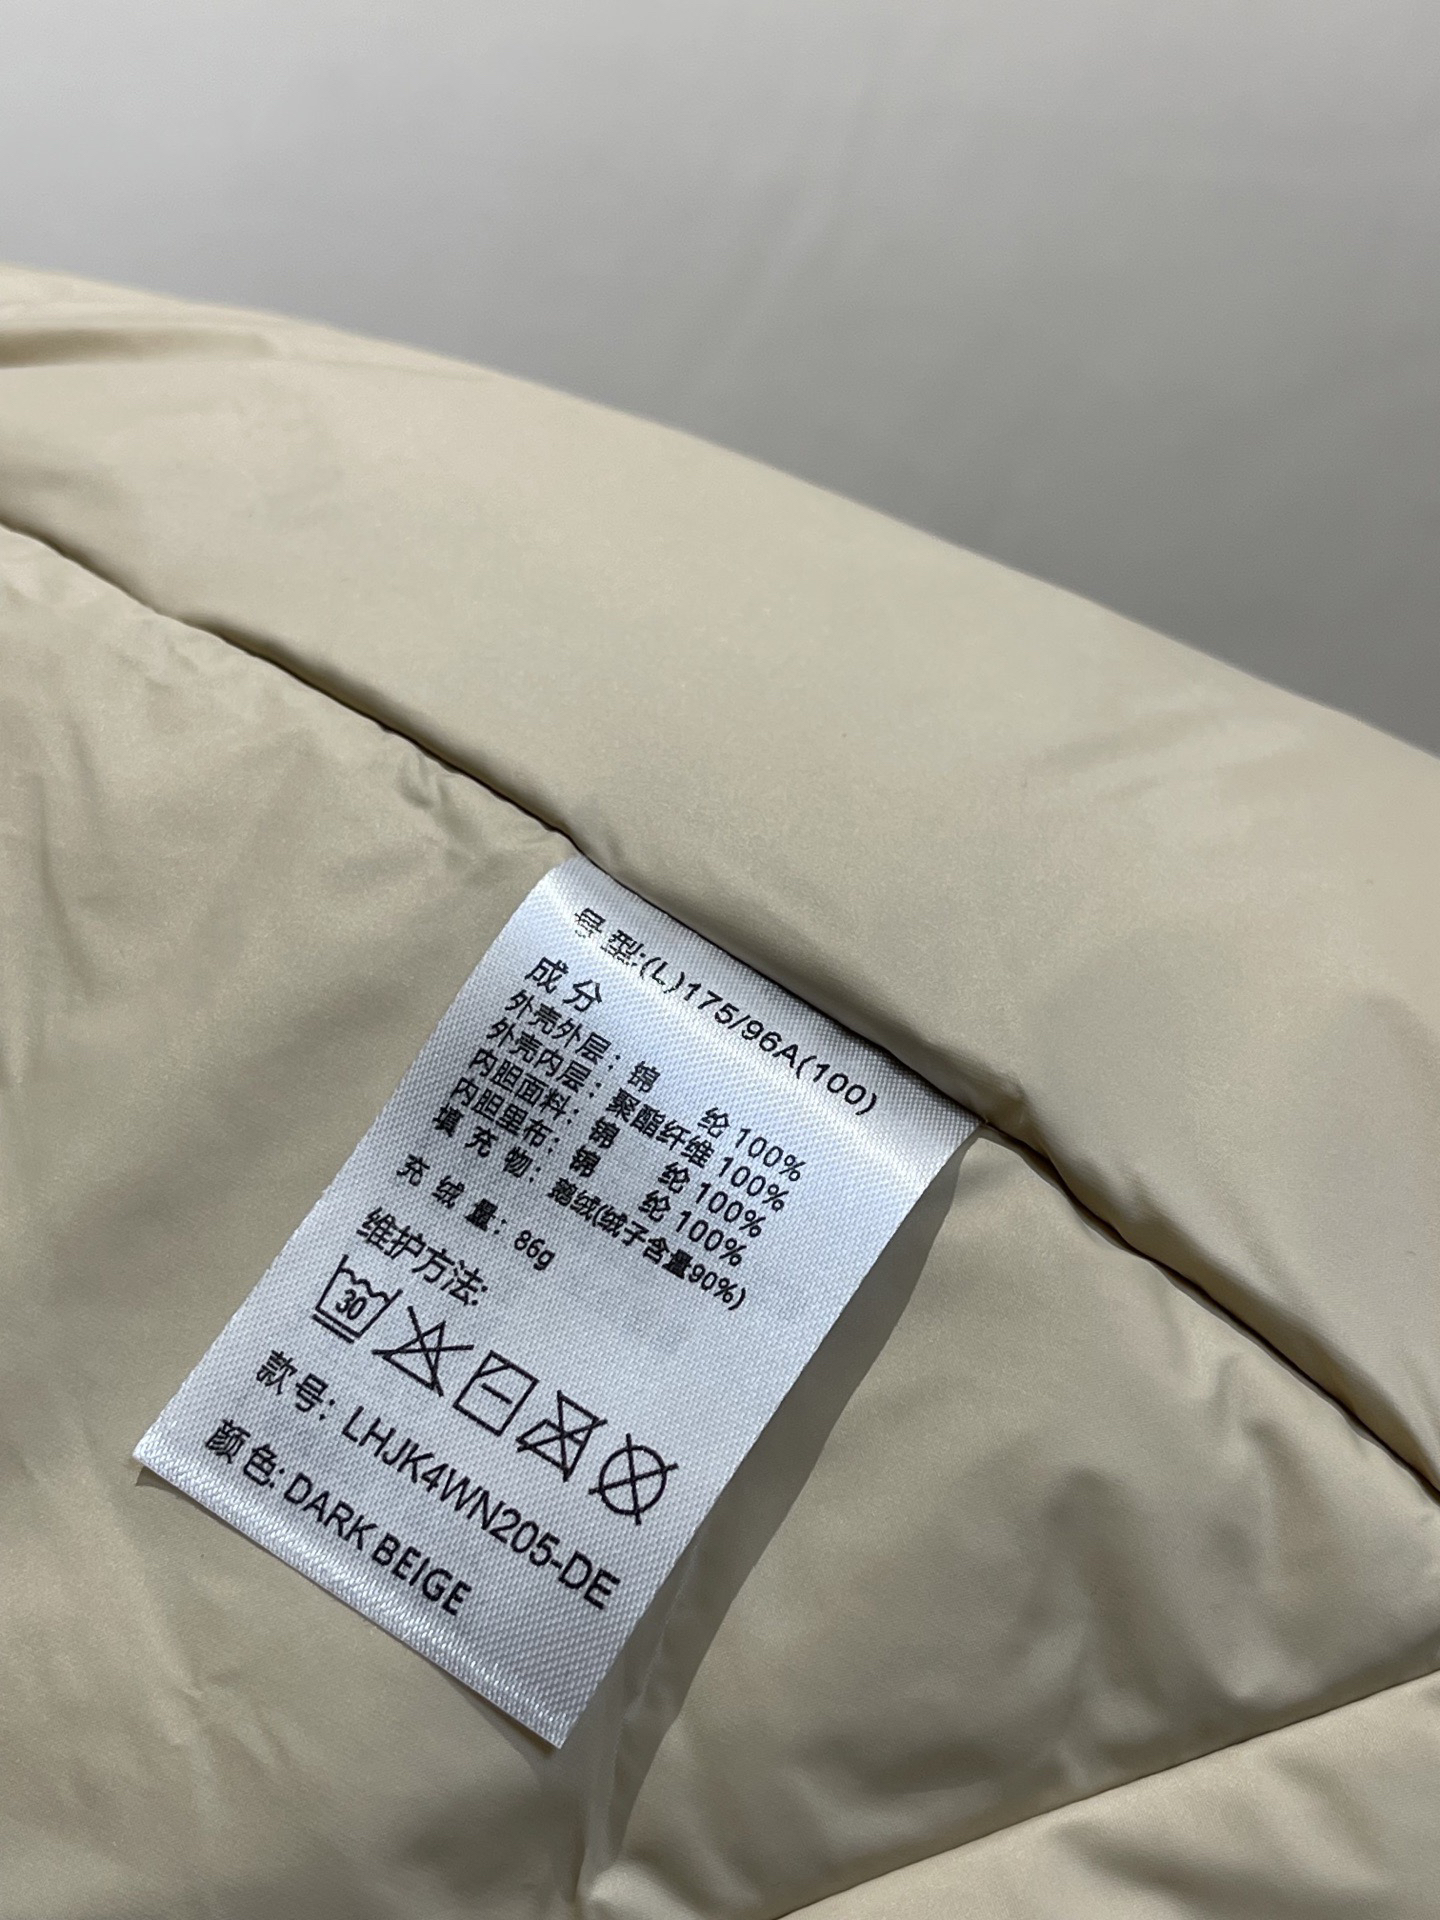 号型:(L)175/96A(100)
成分
外壳外层：锦 纶 100%
外壳内层：聚酯纤维 100%
内胆面料：锦 纶 100%
内胆里布：锦 纶 100%
填 充 物：鹅绒(绒子含量90%)
充 绒 量：86g
维护方法:
30
款号: LHJK4WN205-DE
颜色: DARK BEIGE